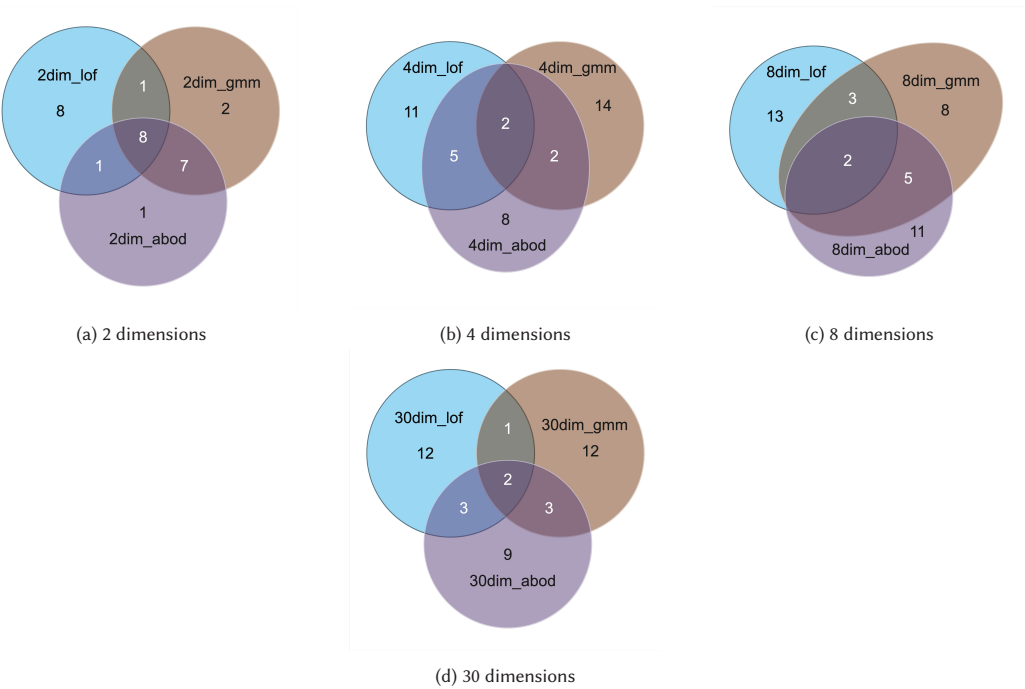 2dim_lof
8
1
2dim_gmm
2
8
1
7
1
2dim_abod
(a) 2 dimensions
4dim_lof
11
4dim_gmm
14
2
5
2
8
4dim_abod
(b) 4 dimensions
8dim_lof
13
3
8dim_gmm
8
2
5
11
8dim_abod
(c) 8 dimensions
30dim_lof
12
1
30dim_gmm
12
2
3
3
9
30dim_abod
(d) 30 dimensions